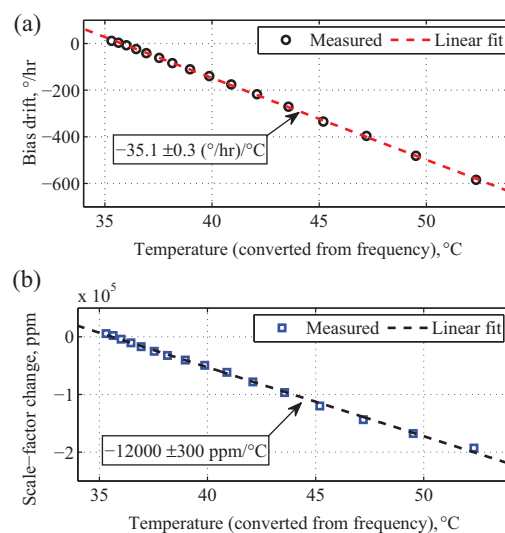 (a)
Measured
Linear fit
0
−200
−400
−600
Bias drift, °/hr
−35.1 ±0.3 (°/hr)/°C
35
40
45
50
Temperature (converted from frequency), °C
(b)
x 10⁵
Measured
Linear fit
0
−1
−2
Scale−factor change, ppm
−12000 ±300 ppm/°C
35
40
45
50
Temperature (converted from frequency), °C